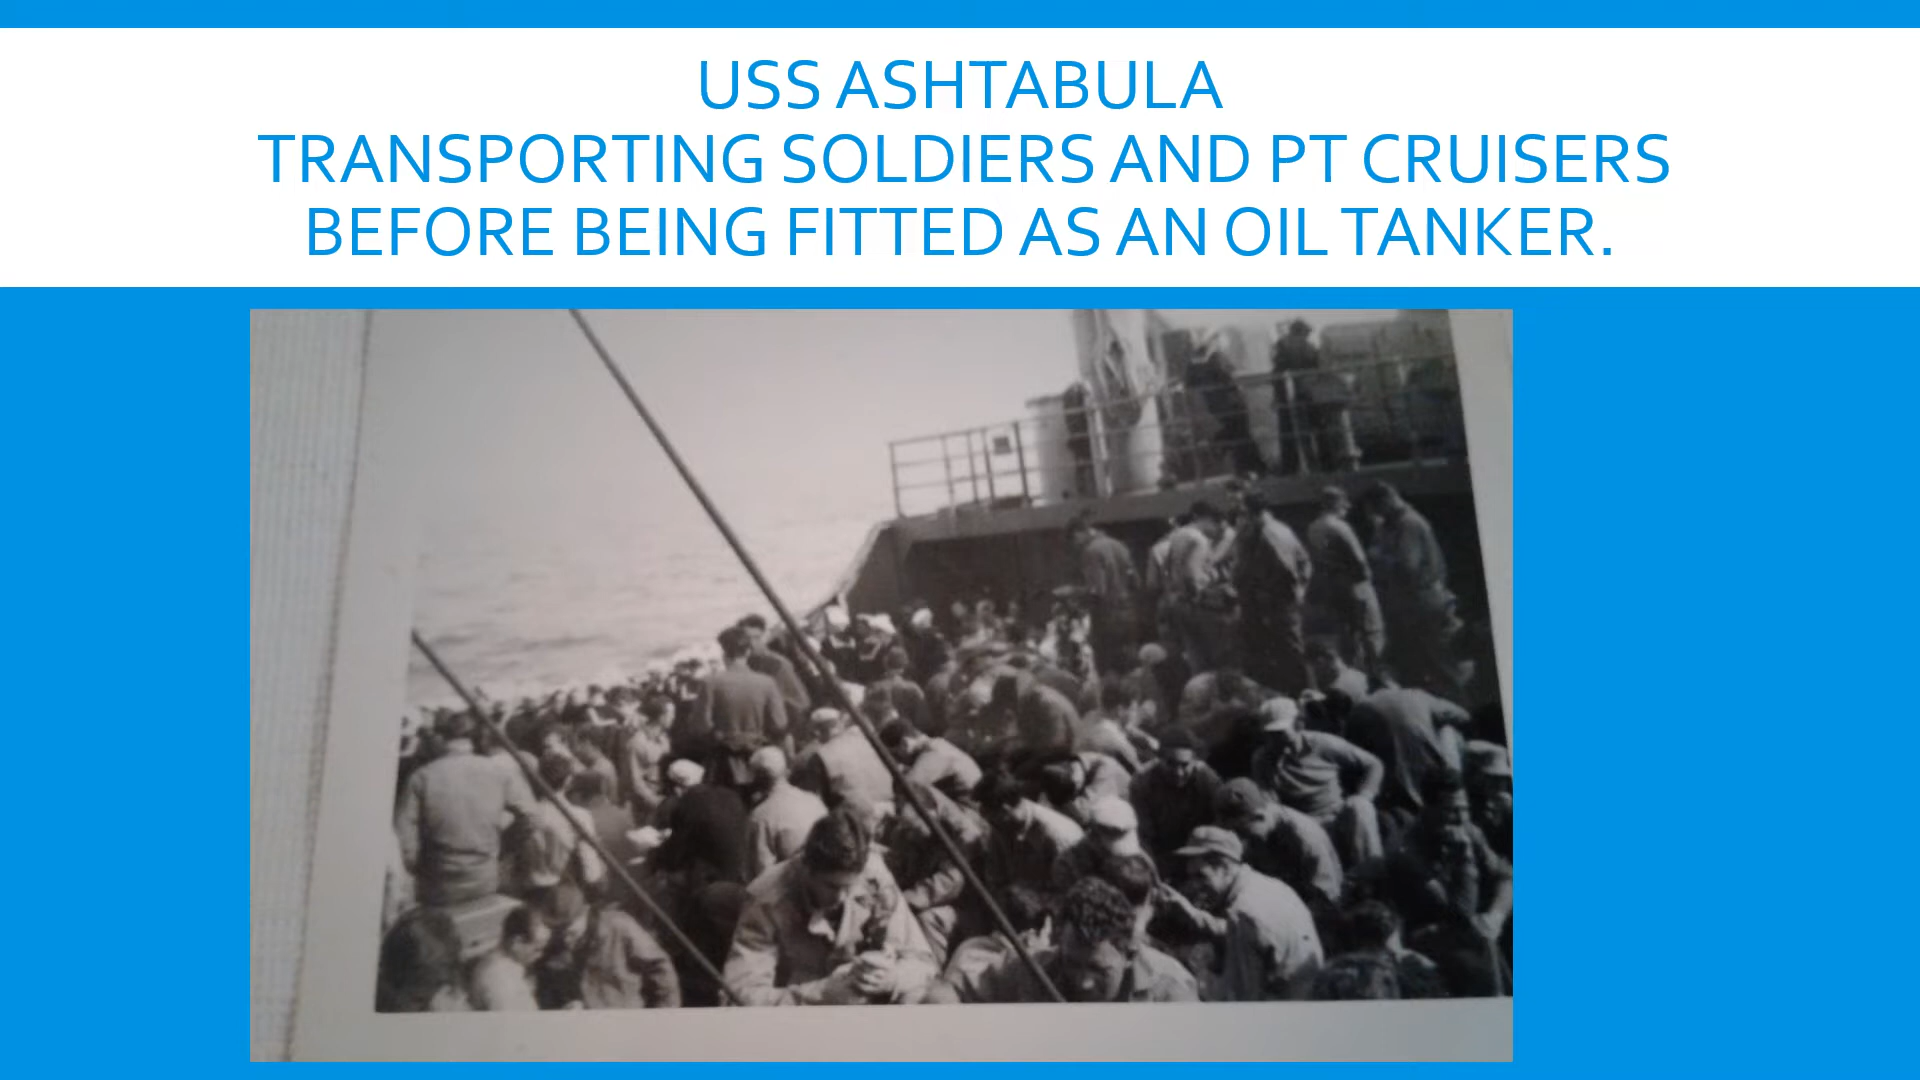 USS ASHTABULA
TRANSPORTING SOLDIERS AND PT CRUISERS
BEFORE BEING FITTED AS AN OIL TANKER.